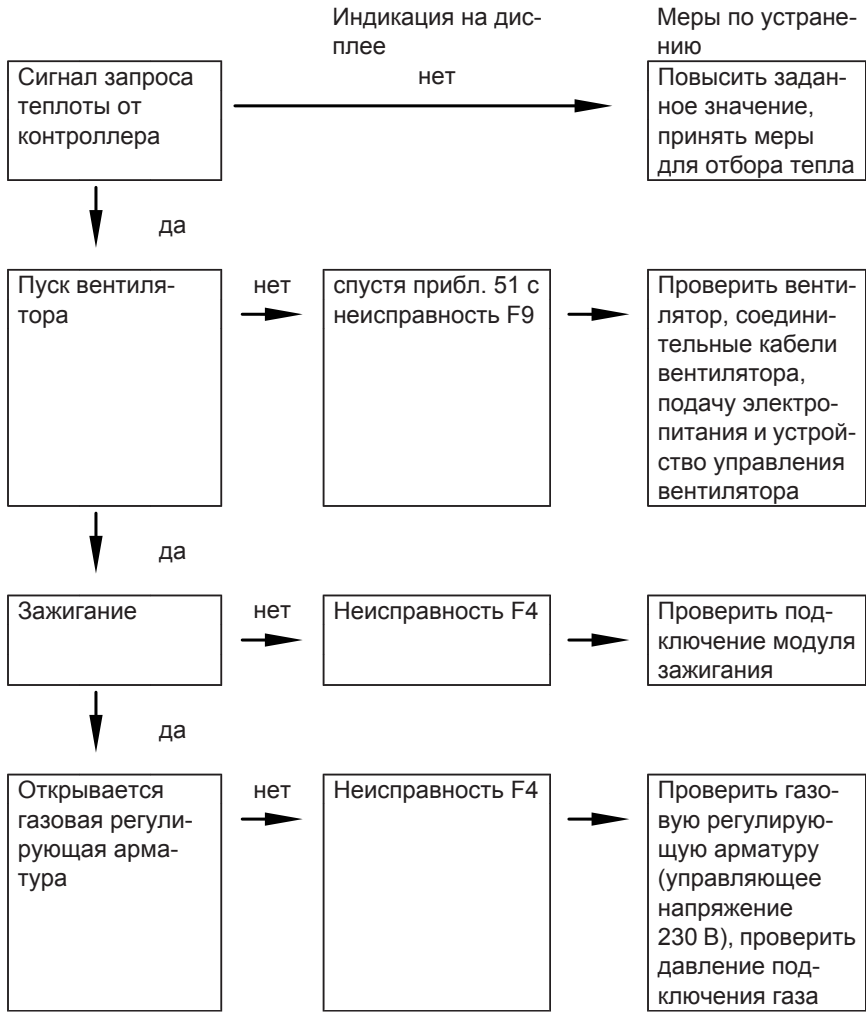 Индикация на дис-
плее
Меры по устране-
нию
Сигнал запроса
теплоты от
контроллера
нет
Повысить задан-
ное значение,
принять меры
для отбора тепла
да
Пуск вентиля-
тора
нет
спустя прибл. 51 с
неисправность F9
Проверить венти-
лятор, соедини-
тельные кабели
вентилятора,
подачу электро-
питания и устрой-
ство управления
вентилятора
да
Зажигание
нет
Неисправность F4
Проверить под-
ключение модуля
зажигания
да
Открывается
газовая регули-
рующая арма-
тура
нет
Неисправность F4
Проверить газо-
вую регулирую-
щую арматуру
(управляющее
напряжение
230 В), проверить
давление под-
ключения газа